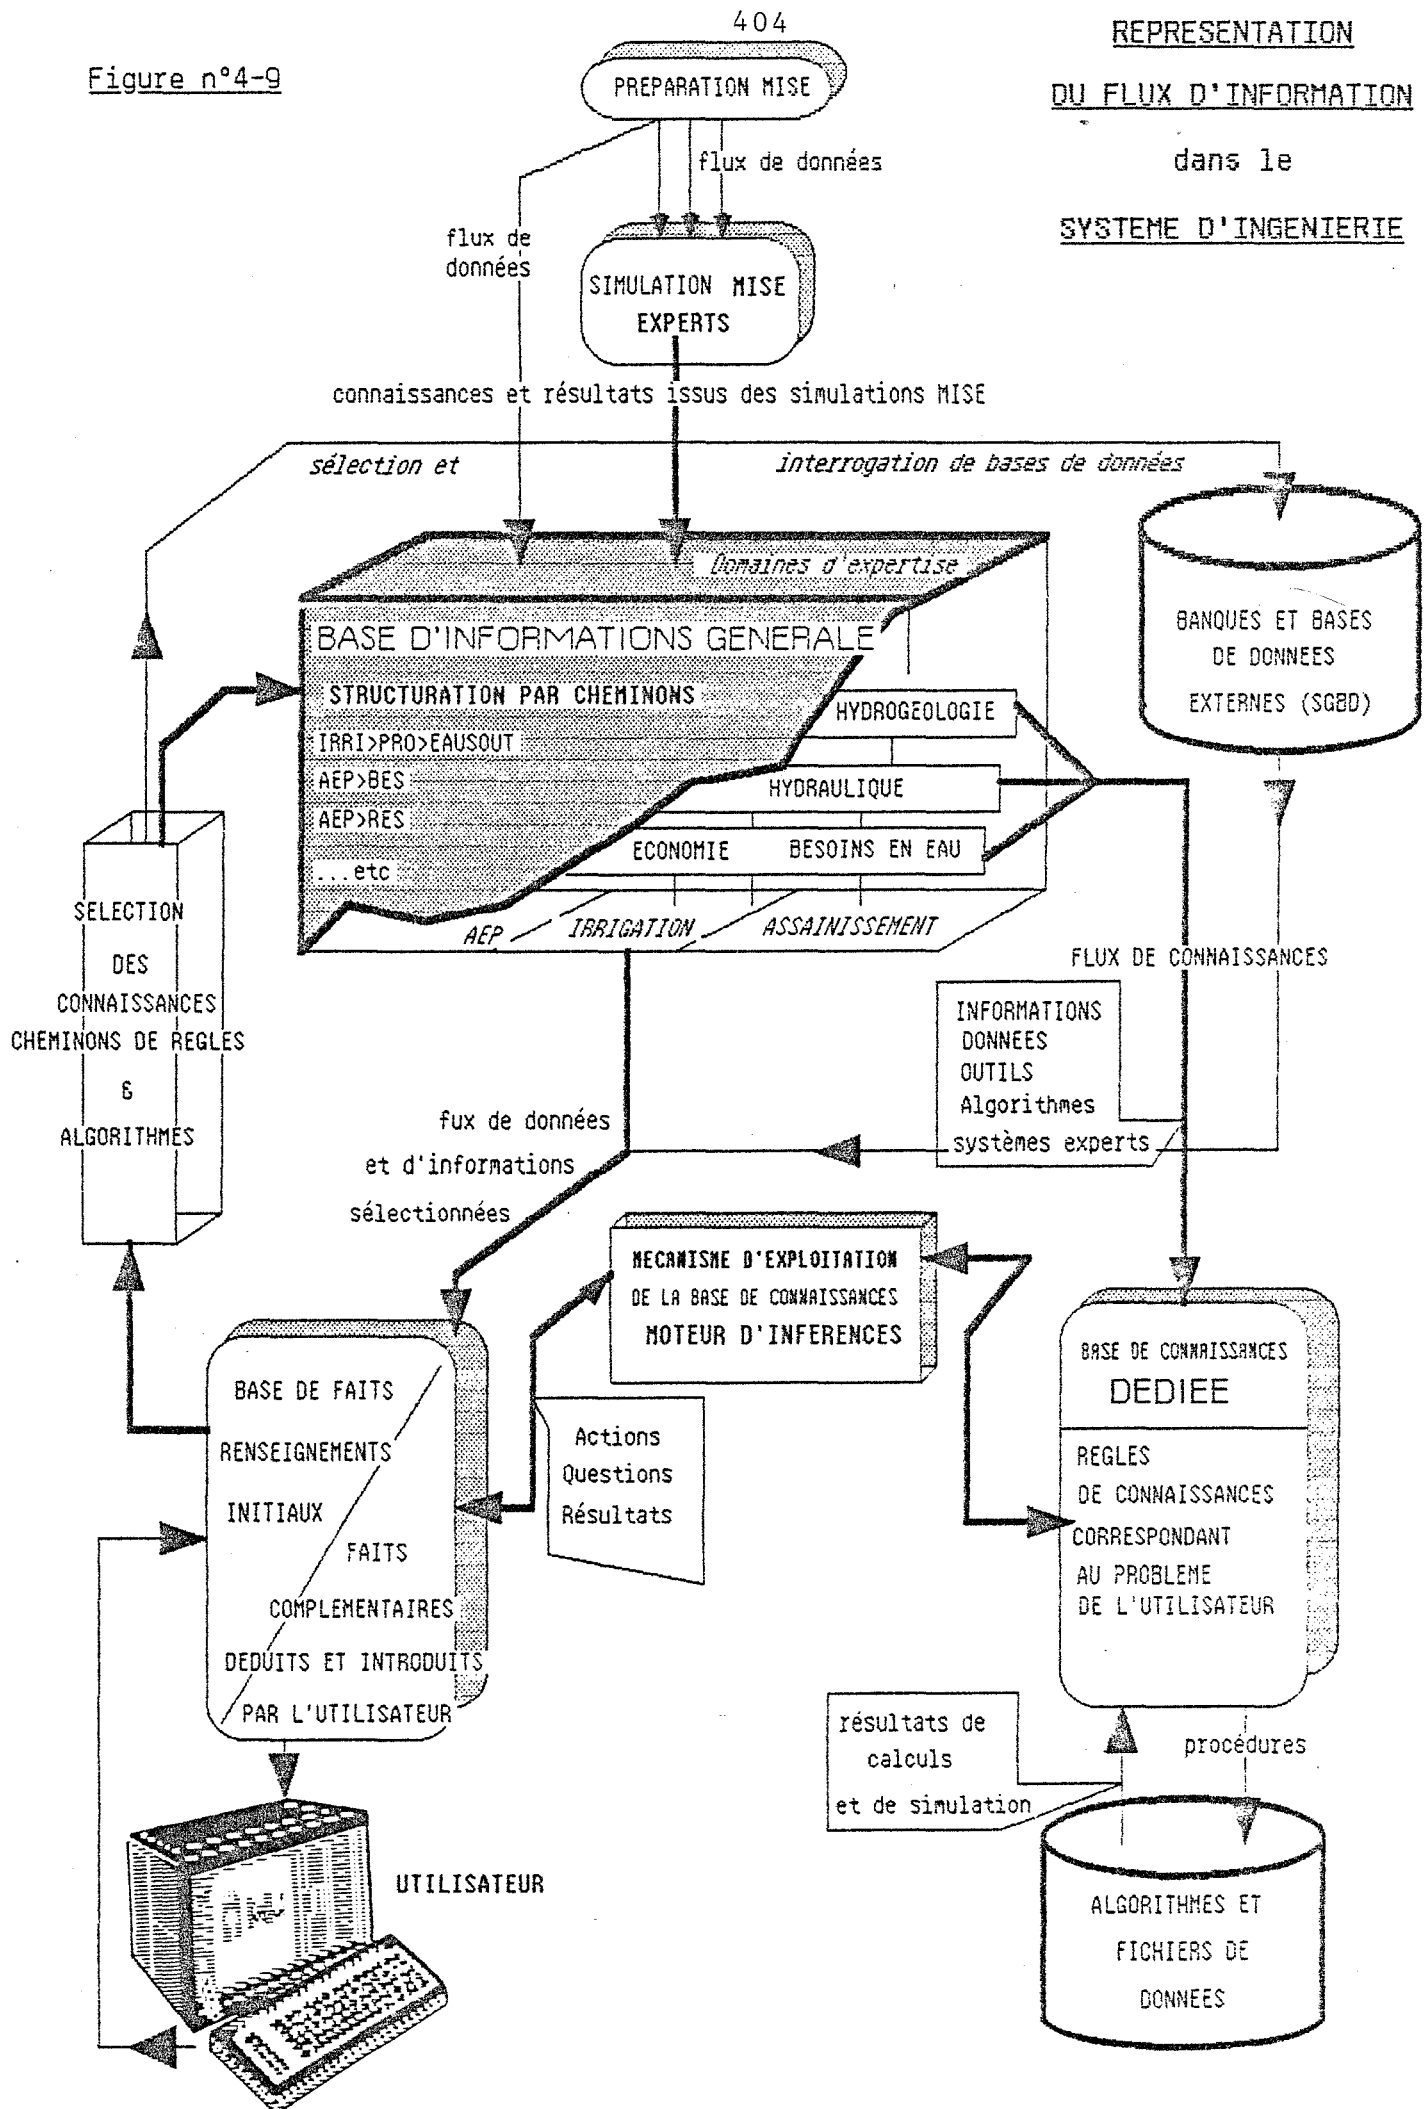 404
Figure n°4-9
REPRESENTATION
DU FLUX D'INFORMATION
dans le
SYSTEME D'INGENIERIE
PREPARATION MISE
flux de données
flux de
données
SIMULATION MISE
EXPERTS
connaissances et résultats issus des simulations MISE
sélection et interrogation de bases de données
Domaines d'expertise
BASE D'INFORMATIONS GENERALE
STRUCTURATION PAR CHEMINONS
IRRI>PRO>EAUSOUT
AEP>BES
AEP>RES
...etc
HYDROGEOLOGIE
HYDRAULIQUE
ECONOMIE BESOINS EN EAU
AEP IRRIGATION ASSAINISSEMENT
BANQUES ET BASES
DE DONNEES
EXTERNES (SGBD)
SELECTION
DES
CONNAISSANCES
CHEMINONS DE REGLES
&
ALGORITHMES
FLUX DE CONNAISSANCES
INFORMATIONS
DONNEES
OUTILS
Algorithmes
systèmes experts
fux de données
et d'informations
sélectionnées
MECANISME D'EXPLOITATION
DE LA BASE DE CONNAISSANCES
MOTEUR D'INFERENCES
BASE DE FAITS
RENSEIGNEMENTS
INITIAUX
FAITS
COMPLEMENTAIRES
DEDUITS ET INTRODUITS
PAR L'UTILISATEUR
Actions
Questions
Résultats
BASE DE CONNAISSANCES
DEDIEE
REGLES
DE CONNAISSANCES
CORRESPONDANT
AU PROBLEME
DE L'UTILISATEUR
résultats de
calculs
et de simulation
procédures
UTILISATEUR
ALGORITHMES ET
FICHIERS DE
DONNEES